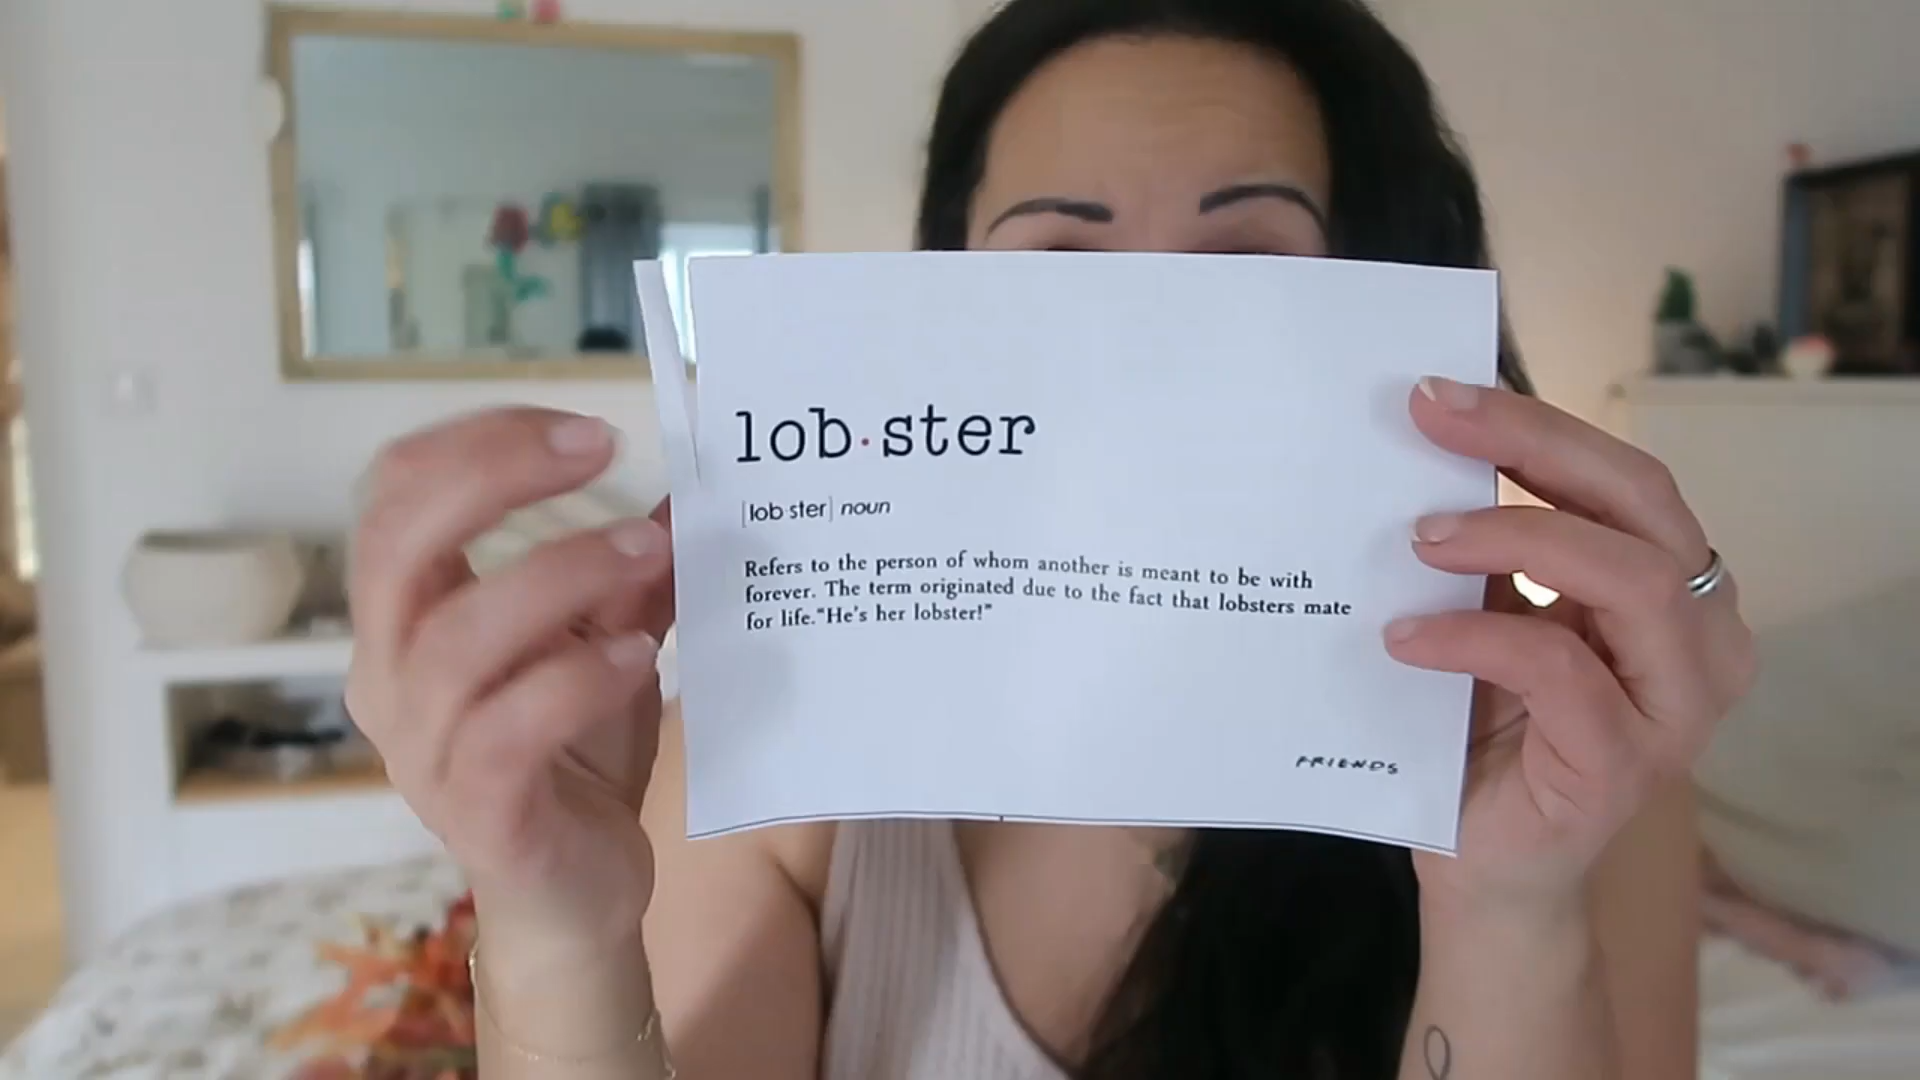 lob·ster
[lob·ster] noun
Refers to the person of whom another is meant to be with
forever. The term originated due to the fact that lobsters mate
for life.“He's her lobster!”
FRIENDS